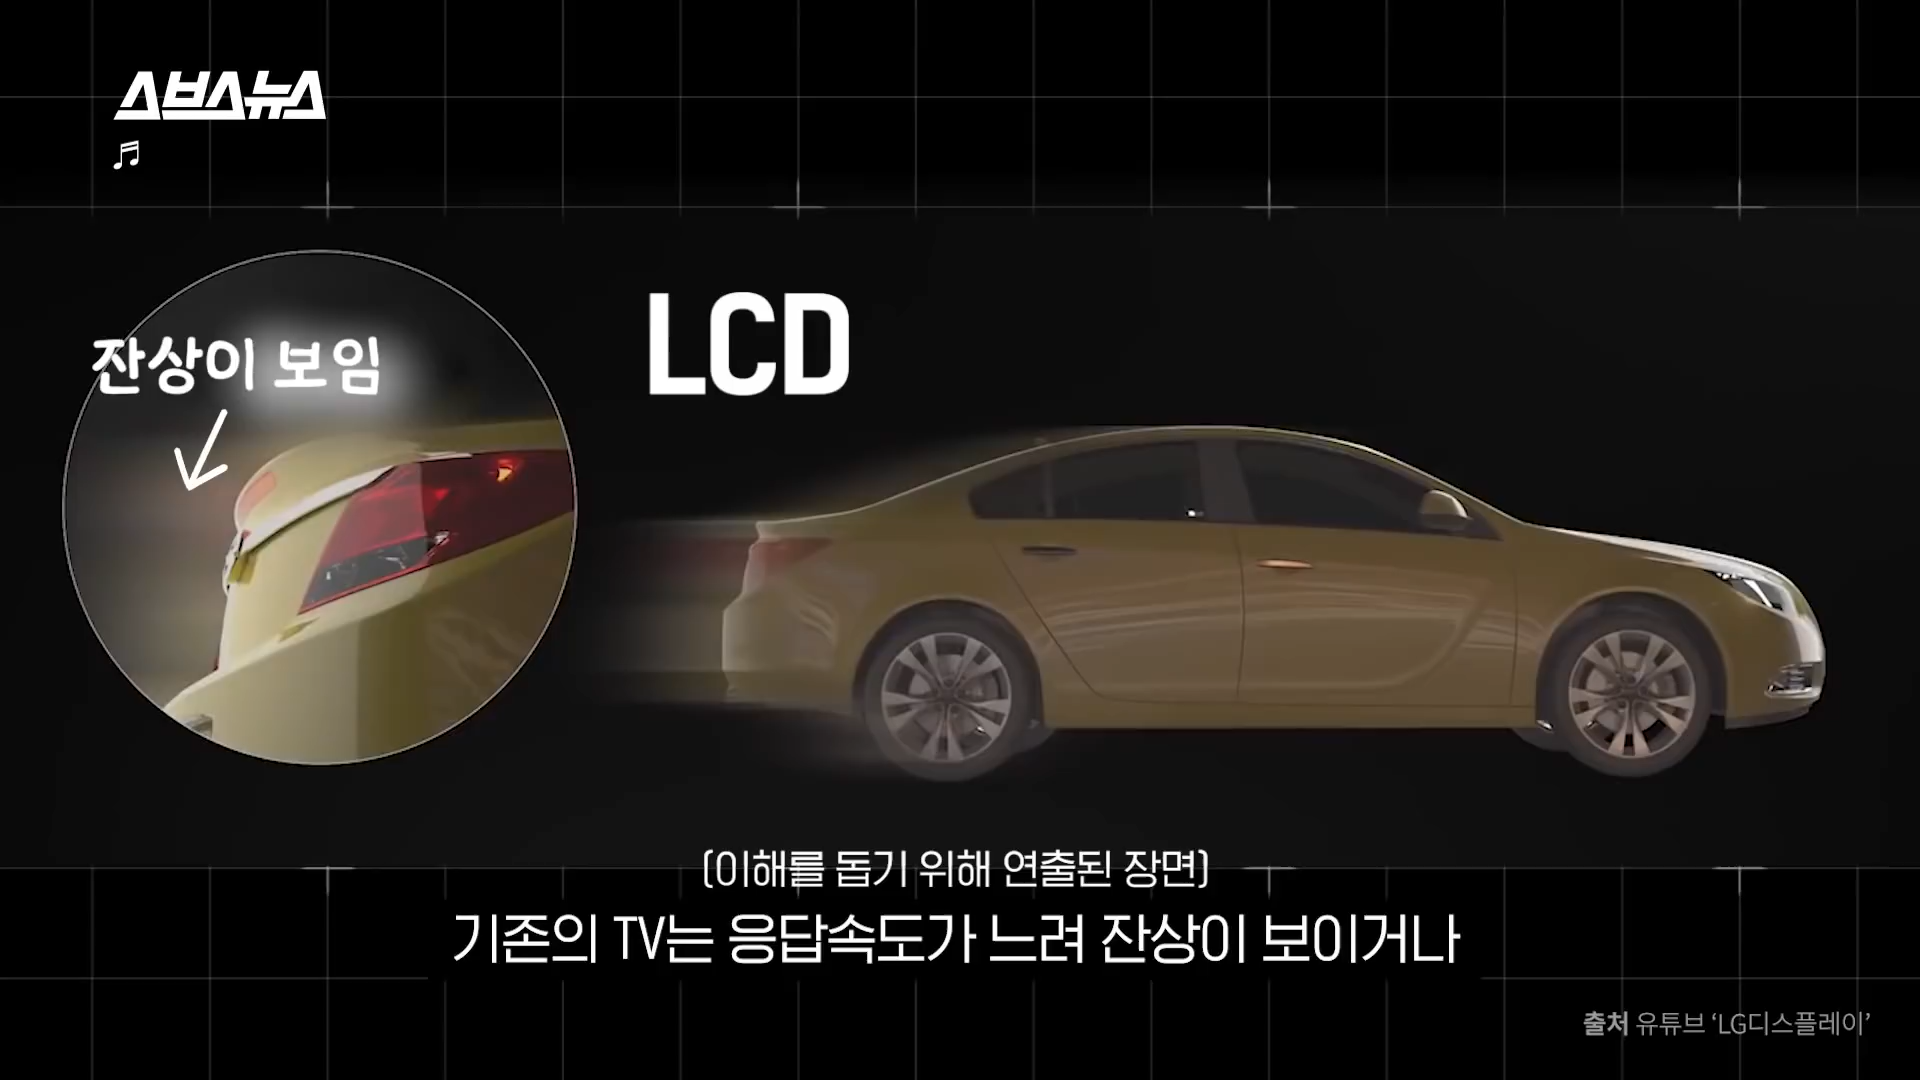 스브스뉴스
♬
잔상이 보임
LCD
(이해를 돕기 위해 연출된 장면)
기존의 TV는 응답속도가 느려 잔상이 보이거나
출처 유튜브 ‘LG디스플레이’